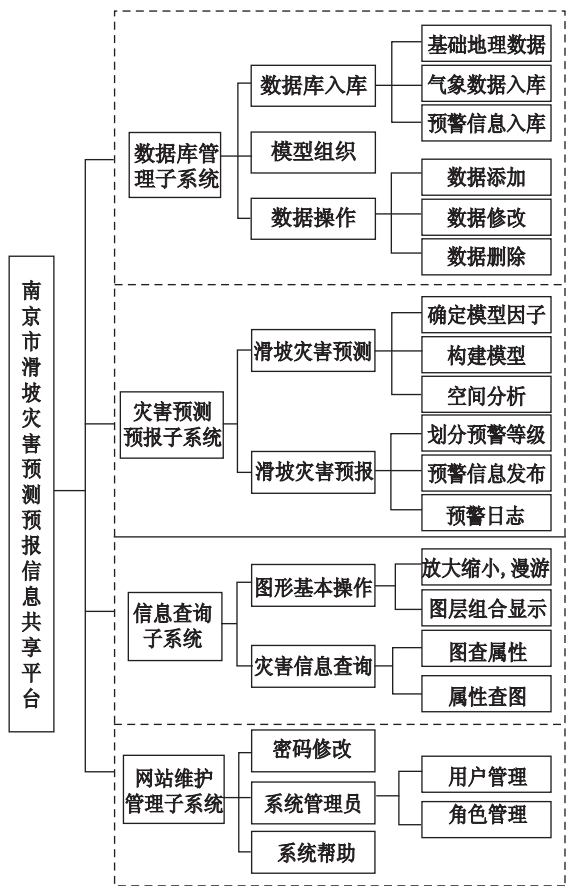 南京市滑坡灾害预测预报信息共享平台
数据库管
理子系统
数据库入库
基础地理数据
气象数据入库
预警信息入库
模型组织
数据操作
数据添加
数据修改
数据删除
灾害预测
预报子系统
滑坡灾害预测
确定模型因子
构建模型
空间分析
滑坡灾害预报
划分预警等级
预警信息发布
预警日志
信息查询
子系统
图形基本操作
放大缩小,漫游
图层组合显示
灾害信息查询
图查属性
属性查图
网站维护
管理子系统
密码修改
系统管理员
用户管理
角色管理
系统帮助